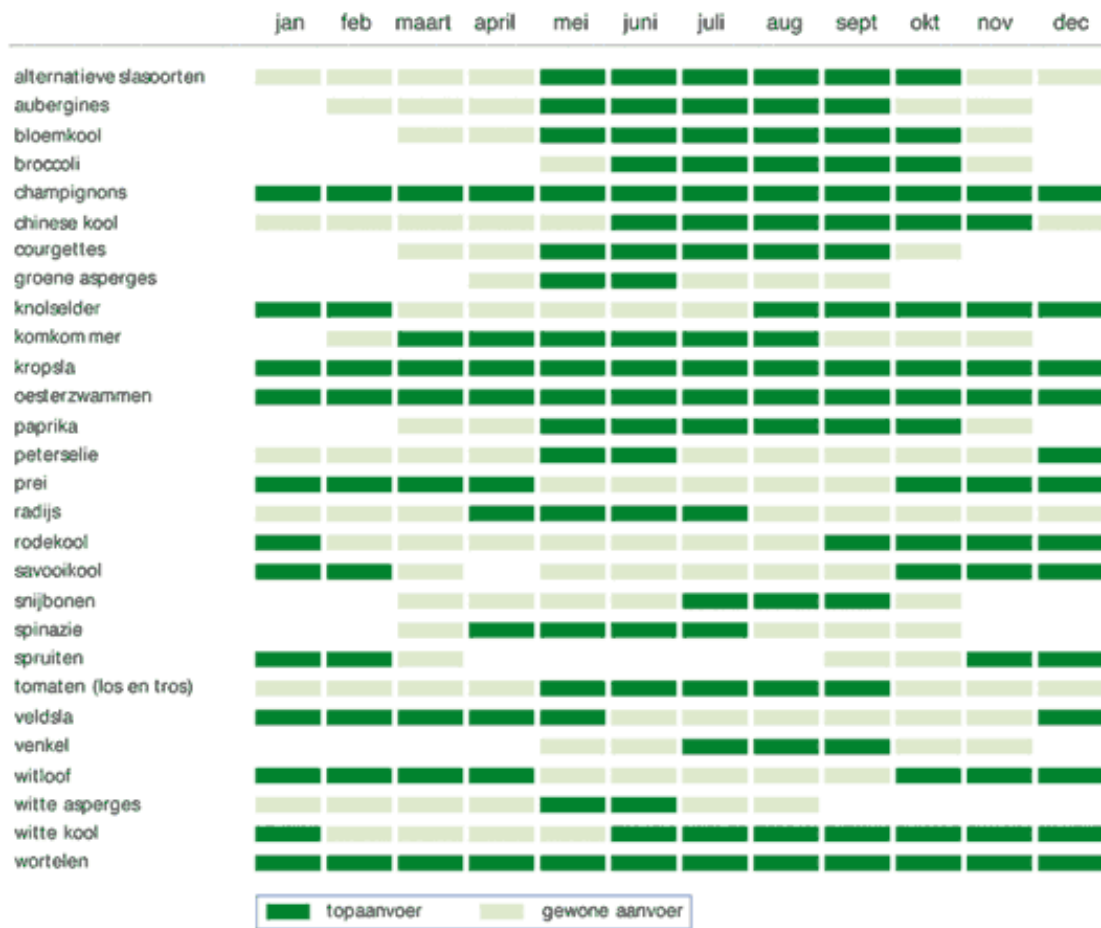 jan feb maart april mei juni juli aug sept okt nov dec
alternatieve slasoorten
aubergines
bloemkool
broccoli
champignons
chinese kool
courgettes
groene asperges
knolselder
komkommer
kropsla
oesterzwammen
paprika
peterselie
prei
radijs
rodekool
savooikool
snijbonen
spinazie
spruiten
tomaten (los en tros)
veldsla
venkel
witloof
witte asperges
witte kool
wortelen
topaanvoer gewone aanvoer